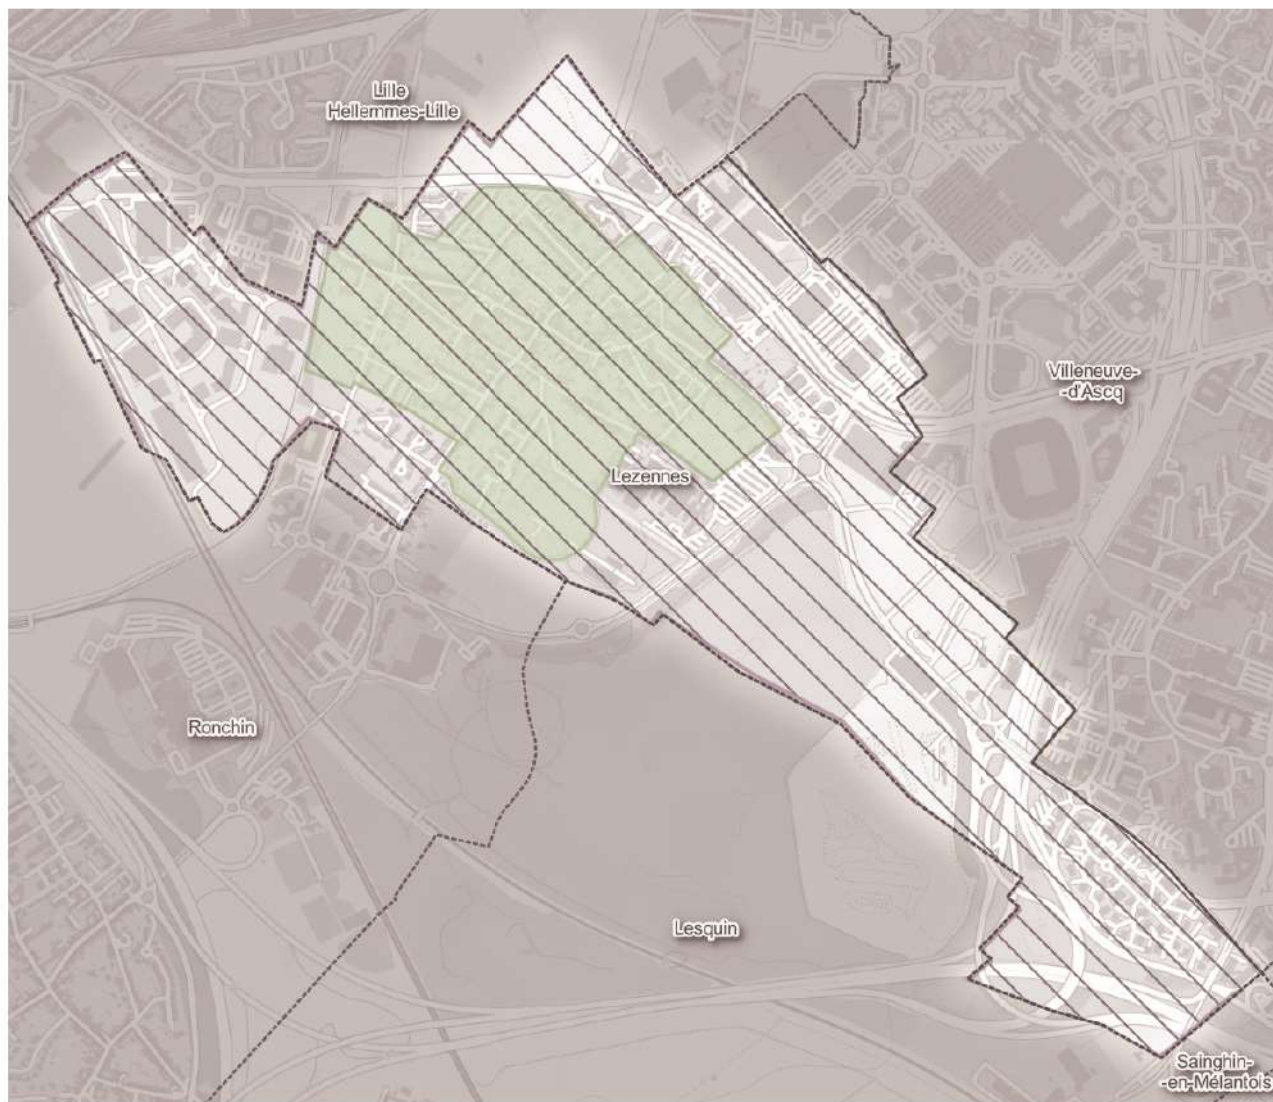 Lille
Hellemmes-Lille
Villeneuve-
-d'Ascq
Lezennes
Ronchin
Lesquin
Sainghin-
-en-Mélantois